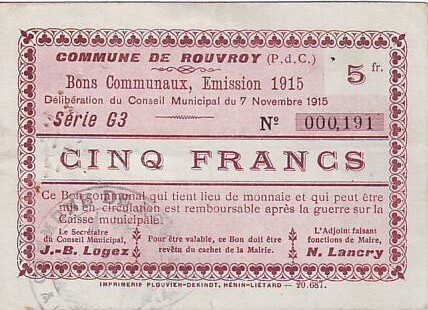 COMMUNE DE ROUVROY (P.d.C.)
Bons Communaux, Emission 1915
5 fr.
Délibération du Conseil Municipal du 7 Novembre 1915
Série G3
Nº 000,191
CINQ FRANCS
Ce Bon communal qui tient lieu de monnaie et qui peut être
mis en circulation est remboursable après la guerre sur la
Caisse municipale.
Le Secrétaire
du Conseil Municipal,
J.-B. Logez
Pour être valable, ce Bon doit être
revêtu du cachet de la Mairie.
L'Adjoint faisant
fonctions de Maire,
N. Lancry
IMPRIMERIE PLOUVIER-DEKINDT, HÉNIN-LIÉTARD — 20.687.